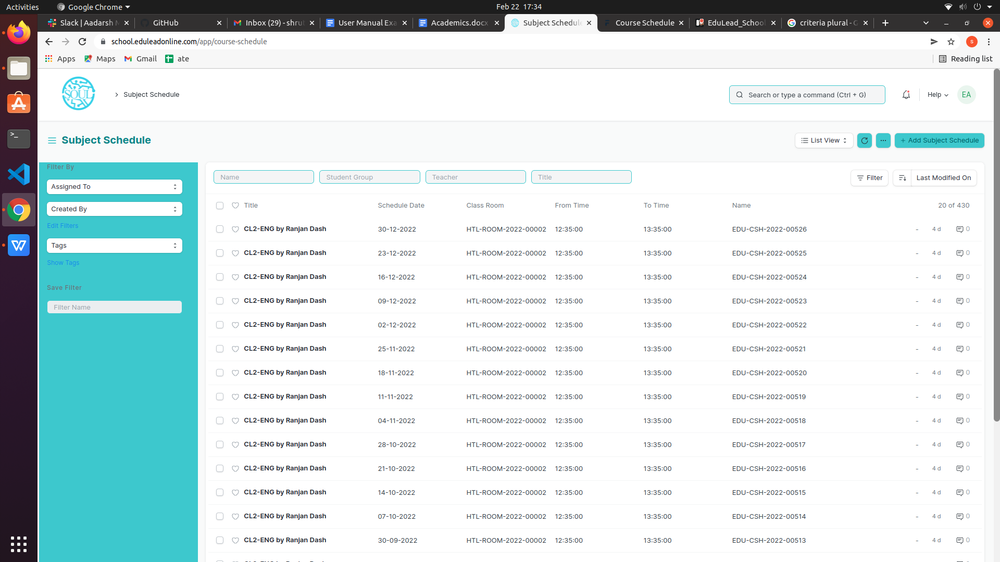 Activities
Google Chrome
Feb 22 17:34
Slack | Aadarsh
GitHub
Inbox (29) - shru
User Manual Exa
Academics.docx
Subject Schedule
Course Schedule
EduLead_School
criteria plural - G
school.eduleadonline.com/app/course-schedule
S
Apps
Maps
Gmail
ate
Reading list
SOUL
Subject Schedule
Search or type a command (Ctrl + G)
Help
EA
Subject Schedule
List View
+ Add Subject Schedule
Filter By
Assigned To
Created By
Edit Filters
Tags
Show Tags
Save Filter
Filter Name
Name Student Group Teacher Title
Filter
Last Modified On
Title Schedule Date Class Room From Time To Time Name 20 of 430
CL2-ENG by Ranjan Dash 30-12-2022 HTL-ROOM-2022-00002 12:35:00 13:35:00 EDU-CSH-2022-00526 - 4 d 0
CL2-ENG by Ranjan Dash 23-12-2022 HTL-ROOM-2022-00002 12:35:00 13:35:00 EDU-CSH-2022-00525 - 4 d 0
CL2-ENG by Ranjan Dash 16-12-2022 HTL-ROOM-2022-00002 12:35:00 13:35:00 EDU-CSH-2022-00524 - 4 d 0
CL2-ENG by Ranjan Dash 09-12-2022 HTL-ROOM-2022-00002 12:35:00 13:35:00 EDU-CSH-2022-00523 - 4 d 0
CL2-ENG by Ranjan Dash 02-12-2022 HTL-ROOM-2022-00002 12:35:00 13:35:00 EDU-CSH-2022-00522 - 4 d 0
CL2-ENG by Ranjan Dash 25-11-2022 HTL-ROOM-2022-00002 12:35:00 13:35:00 EDU-CSH-2022-00521 - 4 d 0
CL2-ENG by Ranjan Dash 18-11-2022 HTL-ROOM-2022-00002 12:35:00 13:35:00 EDU-CSH-2022-00520 - 4 d 0
CL2-ENG by Ranjan Dash 11-11-2022 HTL-ROOM-2022-00002 12:35:00 13:35:00 EDU-CSH-2022-00519 - 4 d 0
CL2-ENG by Ranjan Dash 04-11-2022 HTL-ROOM-2022-00002 12:35:00 13:35:00 EDU-CSH-2022-00518 - 4 d 0
CL2-ENG by Ranjan Dash 28-10-2022 HTL-ROOM-2022-00002 12:35:00 13:35:00 EDU-CSH-2022-00517 - 4 d 0
CL2-ENG by Ranjan Dash 21-10-2022 HTL-ROOM-2022-00002 12:35:00 13:35:00 EDU-CSH-2022-00516 - 4 d 0
CL2-ENG by Ranjan Dash 14-10-2022 HTL-ROOM-2022-00002 12:35:00 13:35:00 EDU-CSH-2022-00515 - 4 d 0
CL2-ENG by Ranjan Dash 07-10-2022 HTL-ROOM-2022-00002 12:35:00 13:35:00 EDU-CSH-2022-00514 - 4 d 0
CL2-ENG by Ranjan Dash 30-09-2022 HTL-ROOM-2022-00002 12:35:00 13:35:00 EDU-CSH-2022-00513 - 4 d 0